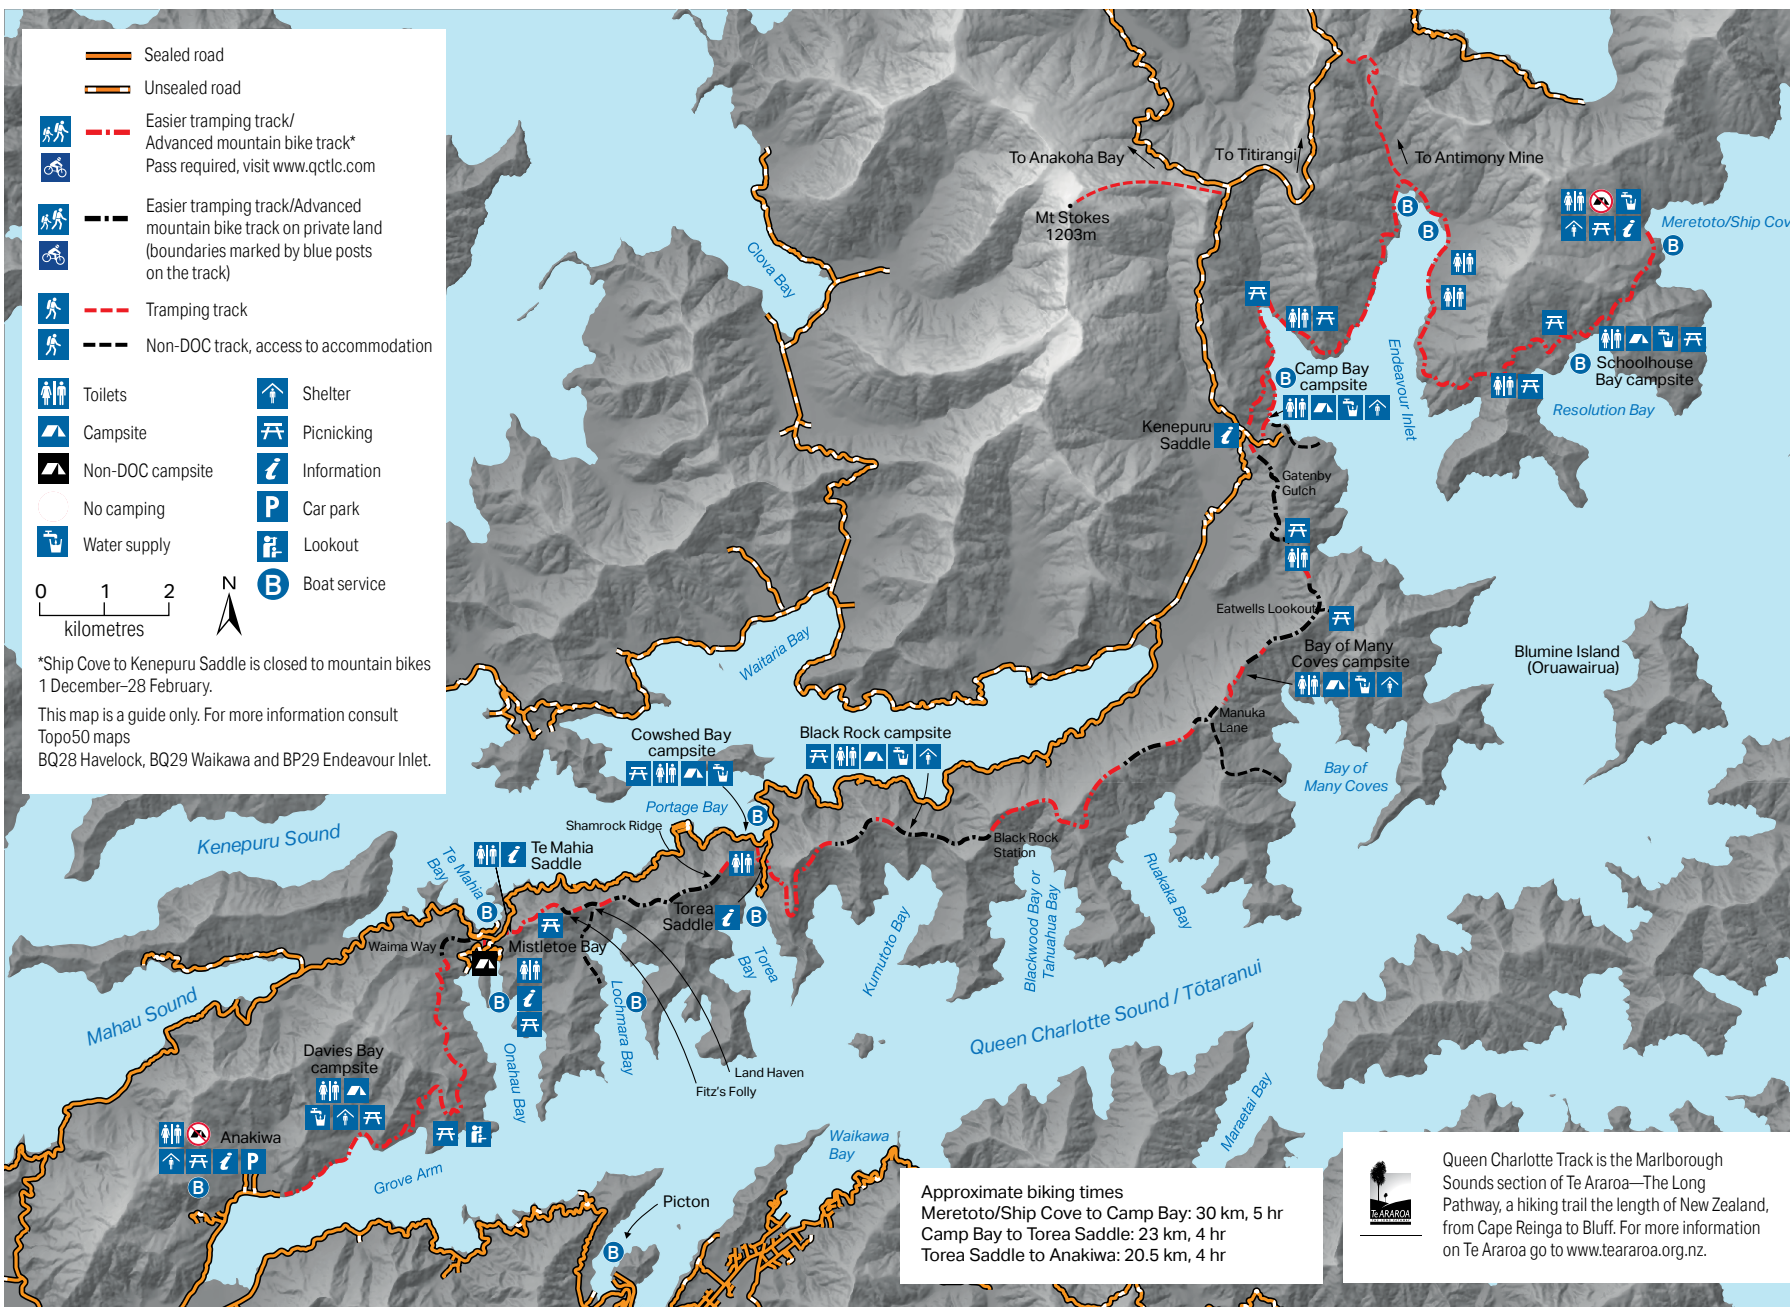 Sealed road
Unsealed road
Easier tramping track/
Advanced mountain bike track*
Pass required, visit www.qctlc.com
Easier tramping track/Advanced
mountain bike track on private land
(boundaries marked by blue posts
on the track)
Tramping track
Non-DOC track, access to accommodation
Toilets
Shelter
Campsite
Picnicking
Non-DOC campsite
Information
No camping
P
Car park
Water supply
Lookout
B
Boat service
0 1 2
kilometres
N
*Ship Cove to Kenepuru Saddle is closed to mountain bikes
1 December–28 February.
This map is a guide only. For more information consult
Topo50 maps
BQ28 Havelock, BQ29 Waikawa and BP29 Endeavour Inlet.
To Anakoha Bay
To Titirangi
To Antimony Mine
Mt Stokes
1203m
B
B
Meretoto/Ship Cov
B
Clova Bay
Endeavour Inlet
B
Camp Bay
campsite
B
Schoolhouse
Bay campsite
Resolution Bay
Kenepuru
Saddle
Gatenby
Gulch
Eatwells Lookout
Bay of Many
Coves campsite
Blumine Island
(Oruawairua)
Waitaria Bay
Manuka
Lane
Bay of
Many Coves
Cowshed Bay
campsite
Black Rock campsite
Portage Bay
B
Shamrock Ridge
Black Rock
Station
Kenepuru Sound
Te Mahia
Bay
Te Mahia
Saddle
B
Torea
Saddle
B
Torea
Bay
Kumutoto Bay
Blackwood Bay or
Tahuahua Bay
Ruakaka Bay
Waima Way
Mistletoe Bay
B
Lochmara Bay
B
Onahau Bay
Mahau Sound
Queen Charlotte Sound / Tōtaranui
Land Haven
Fitz's Folly
Davies Bay
campsite
Anakiwa
P
B
Grove Arm
Waikawa
Bay
Maraetai Bay
Picton
B
Approximate biking times
Meretoto/Ship Cove to Camp Bay: 30 km, 5 hr
Camp Bay to Torea Saddle: 23 km, 4 hr
Torea Saddle to Anakiwa: 20.5 km, 4 hr
Te ARAROA
Queen Charlotte Track is the Marlborough
Sounds section of Te Araroa—The Long
Pathway, a hiking trail the length of New Zealand,
from Cape Reinga to Bluff. For more information
on Te Araroa go to www.teararoa.org.nz.